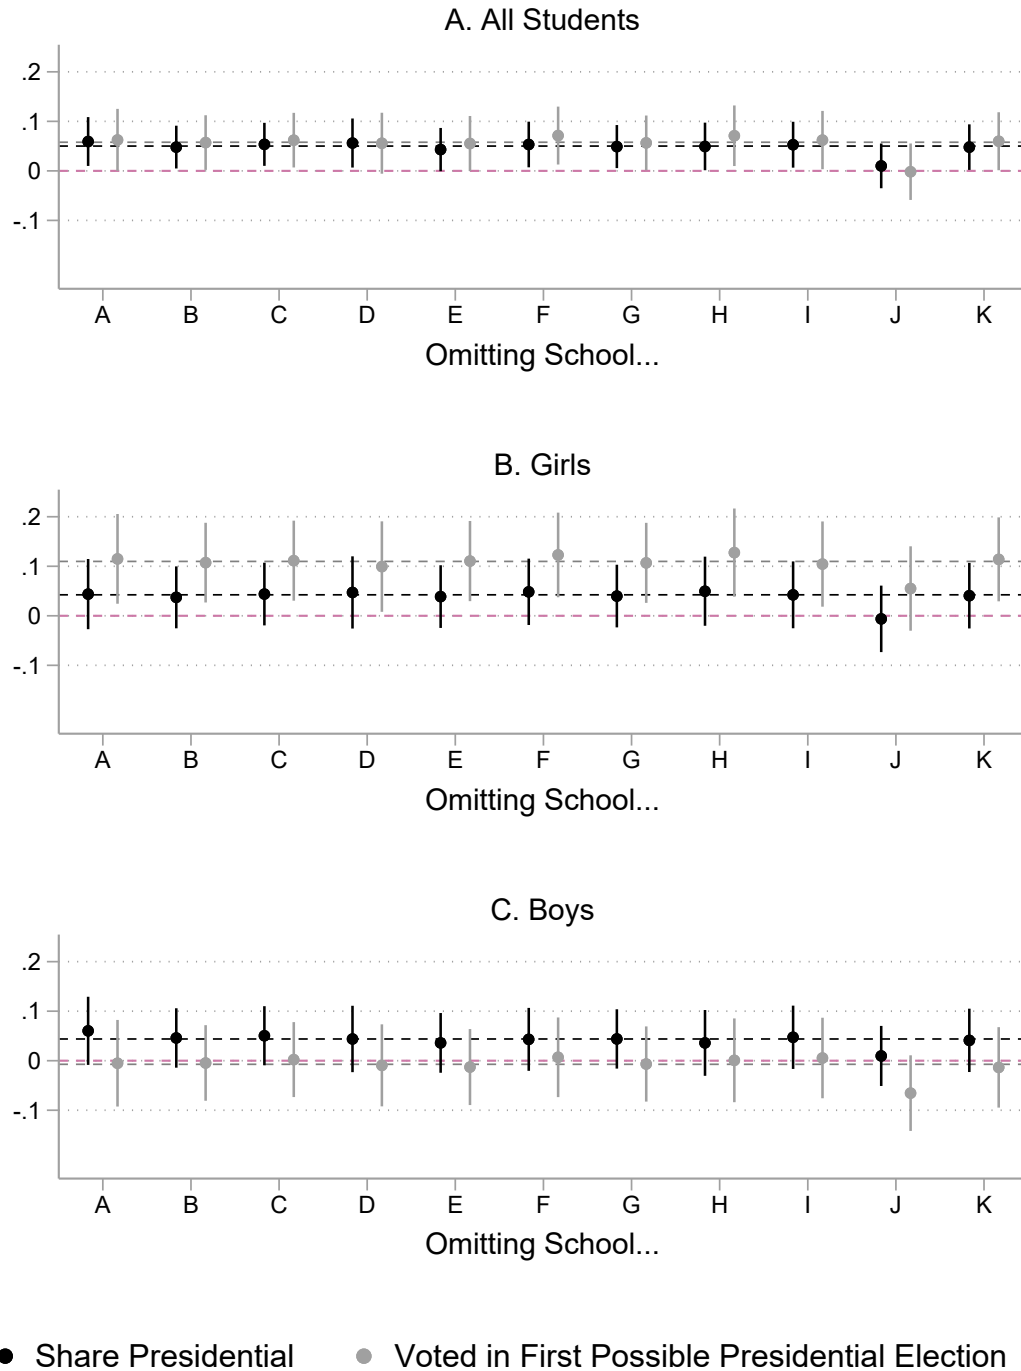 A. All Students
.2
.1
0
-.1
A B C D E F G H I J K
Omitting School...
B. Girls
.2
.1
0
-.1
A B C D E F G H I J K
Omitting School...
C. Boys
.2
.1
0
-.1
A B C D E F G H I J K
Omitting School...
Share Presidential Voted in First Possible Presidential Election